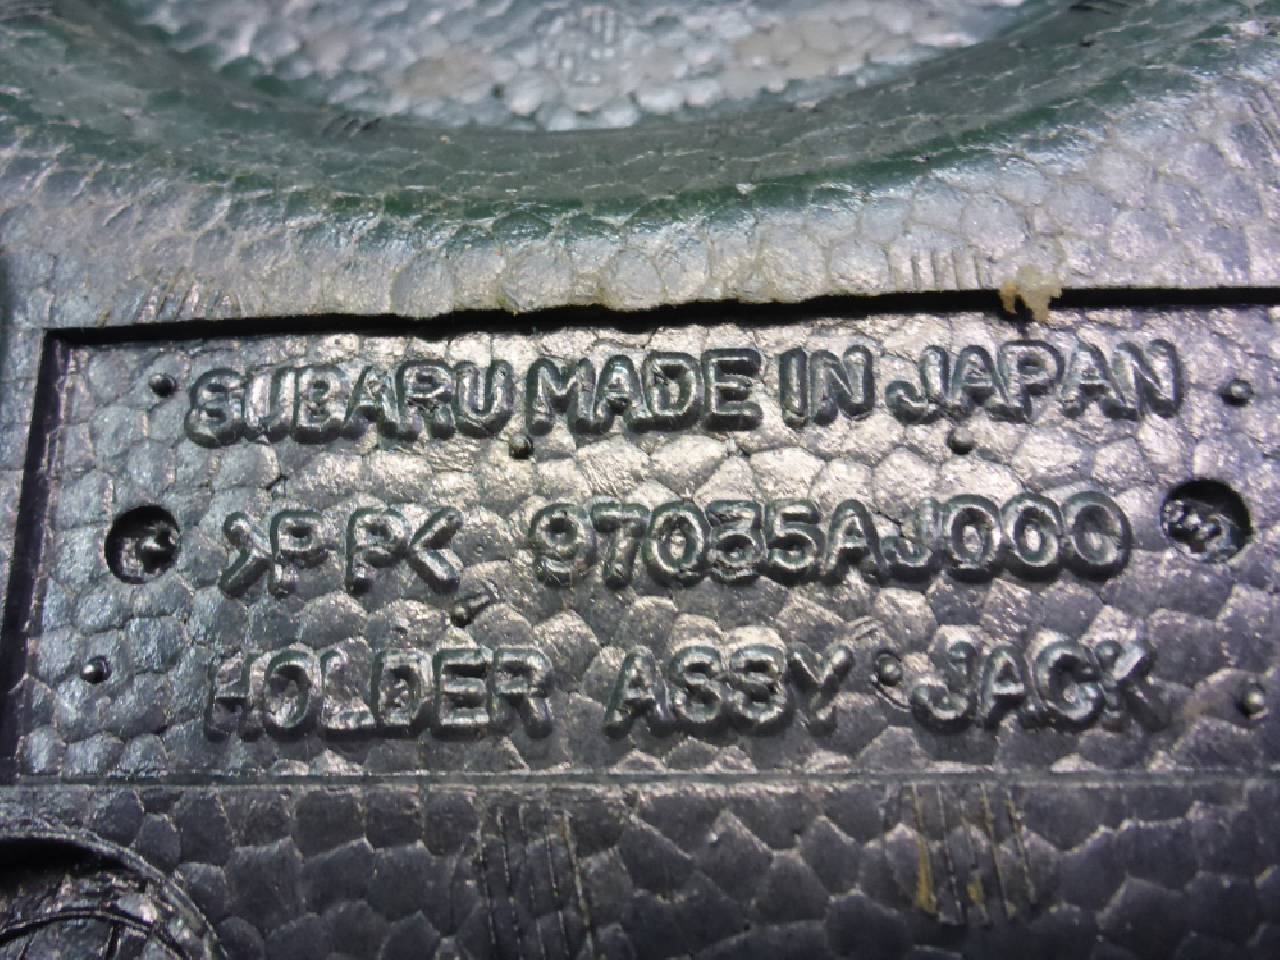 SUBARU MADE IN JAPAN
>PP< 97035AJ000
HOLDER ASSY JACK